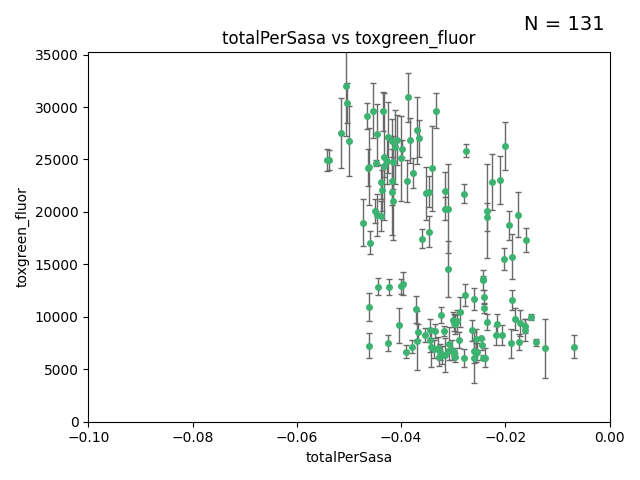 N = 131
totalPerSasa vs toxgreen_fluor
35000
30000
25000
20000
15000
10000
5000
0
toxgreen_fluor
−0.10 −0.08 −0.06 −0.04 −0.02 0.00
totalPerSasa